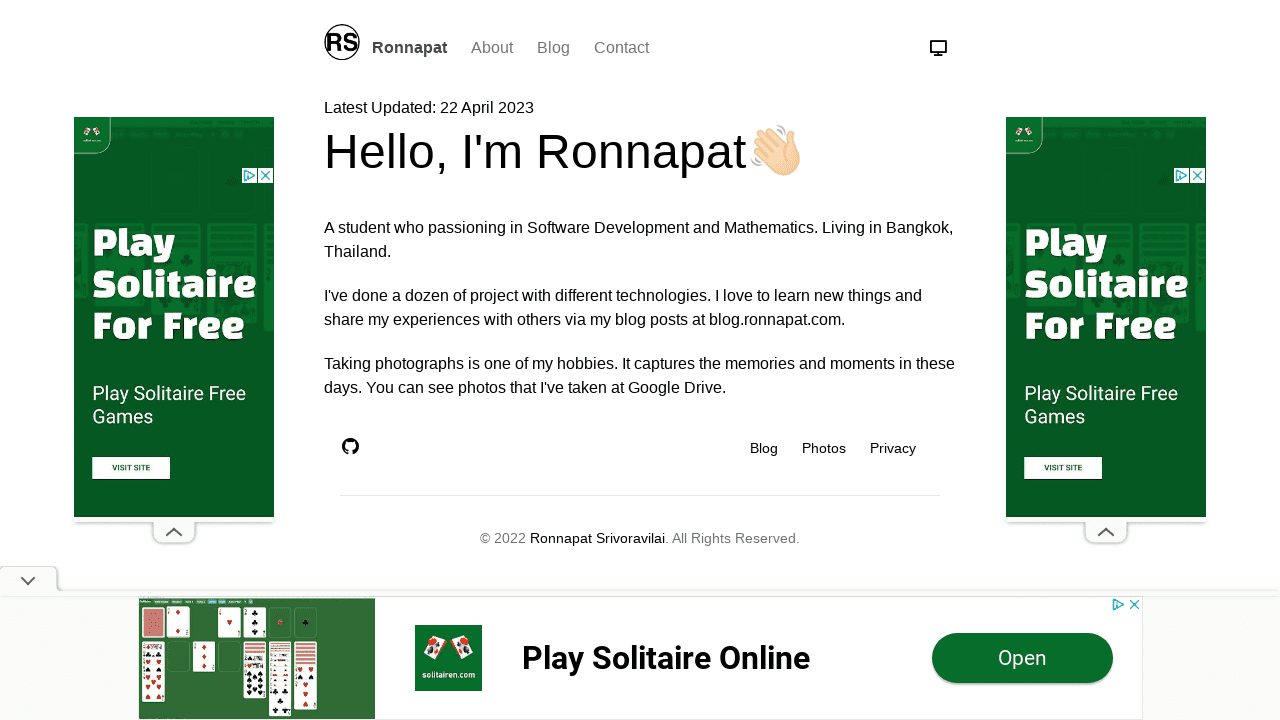 RS
Ronnapat About Blog Contact
Latest Updated: 22 April 2023
Hello, I'm Ronnapat👋🏻
A student who passioning in Software Development and Mathematics. Living in Bangkok,
Thailand.
I've done a dozen of project with different technologies. I love to learn new things and
share my experiences with others via my blog posts at blog.ronnapat.com.
Taking photographs is one of my hobbies. It captures the memories and moments in these
days. You can see photos that I've taken at Google Drive.
Blog Photos Privacy
© 2022 Ronnapat Srivoravilai. All Rights Reserved.
Play
Solitaire
For Free
Play Solitaire Free
Games
VISIT SITE
Play
Solitaire
For Free
Play Solitaire Free
Games
VISIT SITE
solitairen.com
Play Solitaire Online
Open